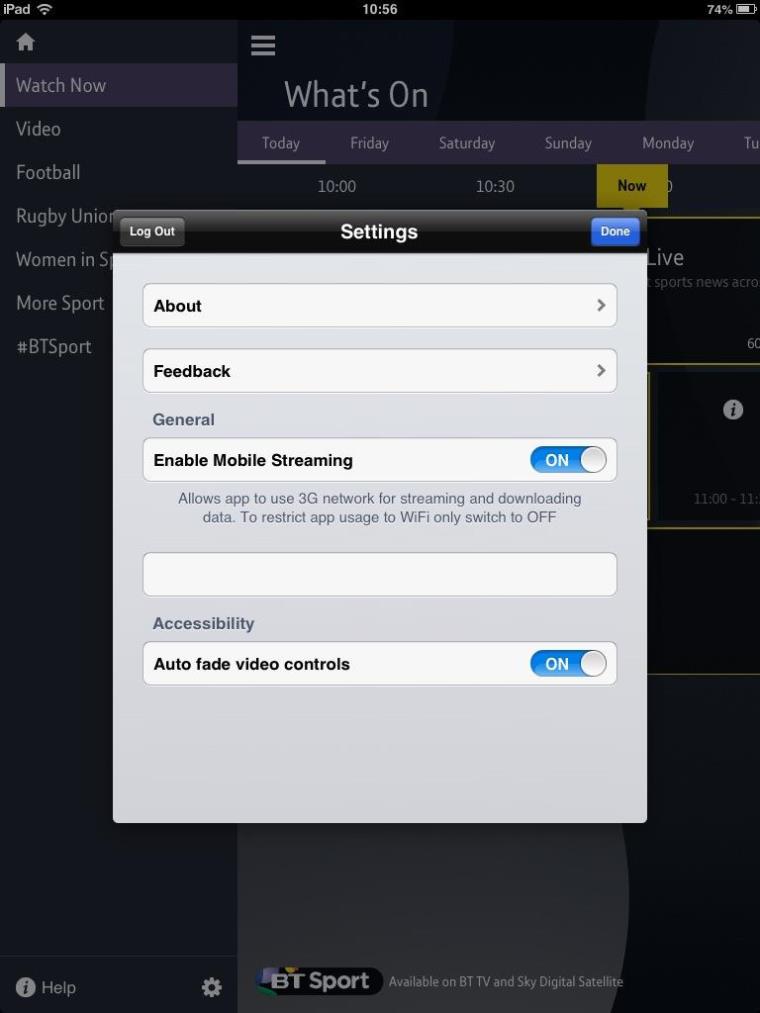 iPad 10:56 74%
Watch Now
Video
Football
Rugby Union
Women in Sp
More Sport
#BTSport
Help
What's On
Today Friday Saturday Sunday Monday Tu
10:00 10:30 Now 0
Live
t sports news acro
60
11:00 - 11:
Log Out Settings Done
About
Feedback
General
Enable Mobile Streaming ON
Allows app to use 3G network for streaming and downloading
data. To restrict app usage to WiFi only switch to OFF
Accessibility
Auto fade video controls ON
BT Sport Available on BT TV and Sky Digital Satellite